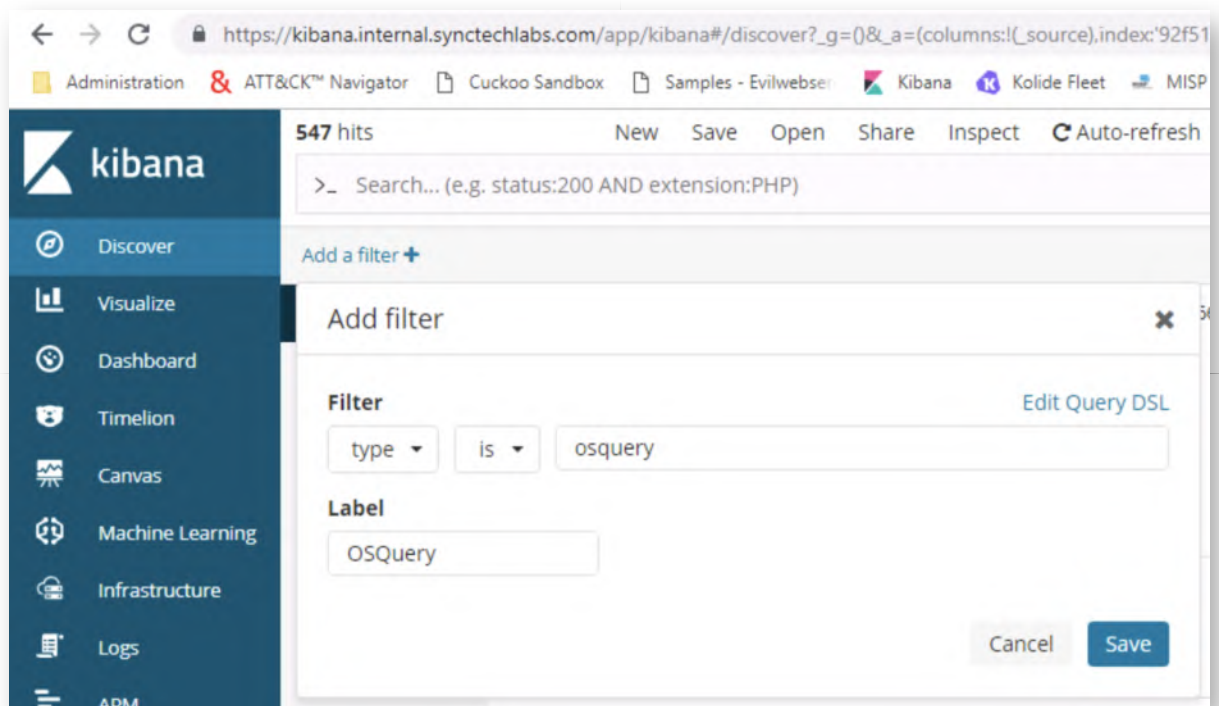 https://kibana.internal.synctechlabs.com/app/kibana#/discover?_g=()&_a=(columns:!(_source),index:'92f51
Administration ATT&CK™ Navigator Cuckoo Sandbox Samples - Evilwebser Kibana Kolide Fleet MISP
kibana
547 hits New Save Open Share Inspect Auto-refresh
>_ Search... (e.g. status:200 AND extension:PHP)
Add a filter +
Discover
Visualize
Dashboard
Timelion
Canvas
Machine Learning
Infrastructure
Logs
APM
Add filter
Filter Edit Query DSL
type is osquery
Label
OSQuery
Cancel Save